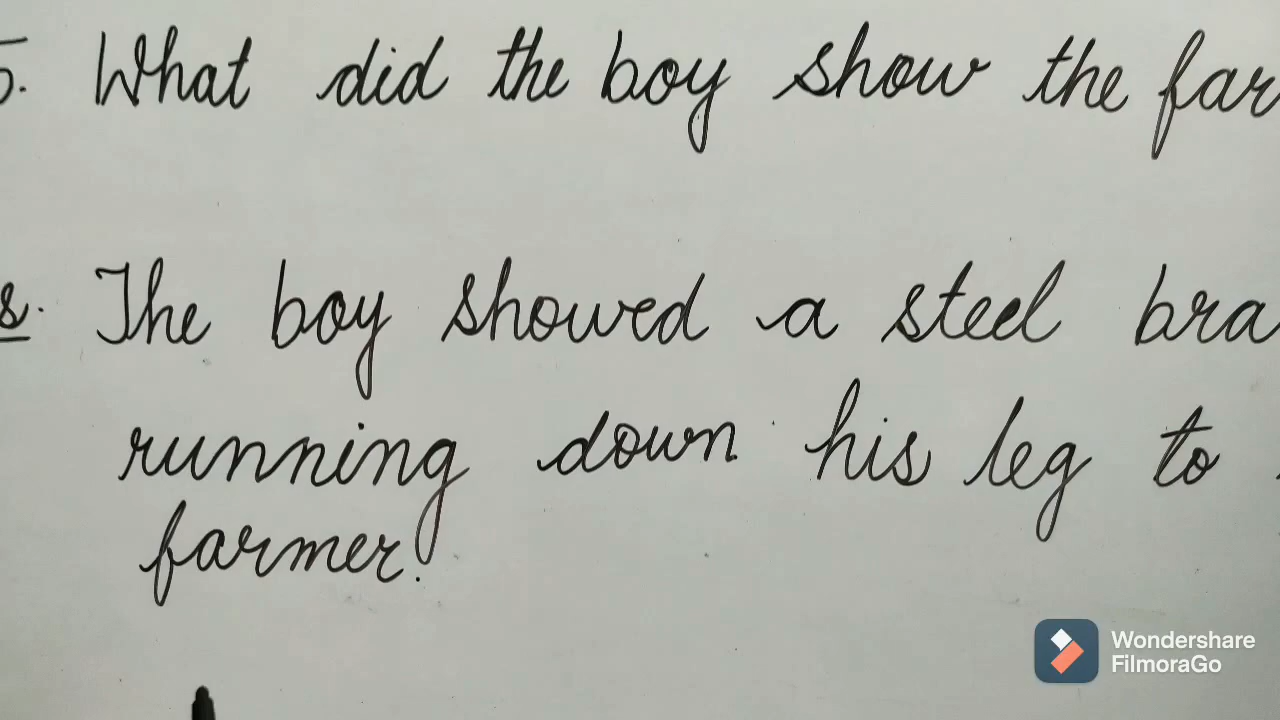 5. What did the boy show the far
s. The boy showed a steel bra
running down his leg to
farmer.
Wondershare
FilmoraGo